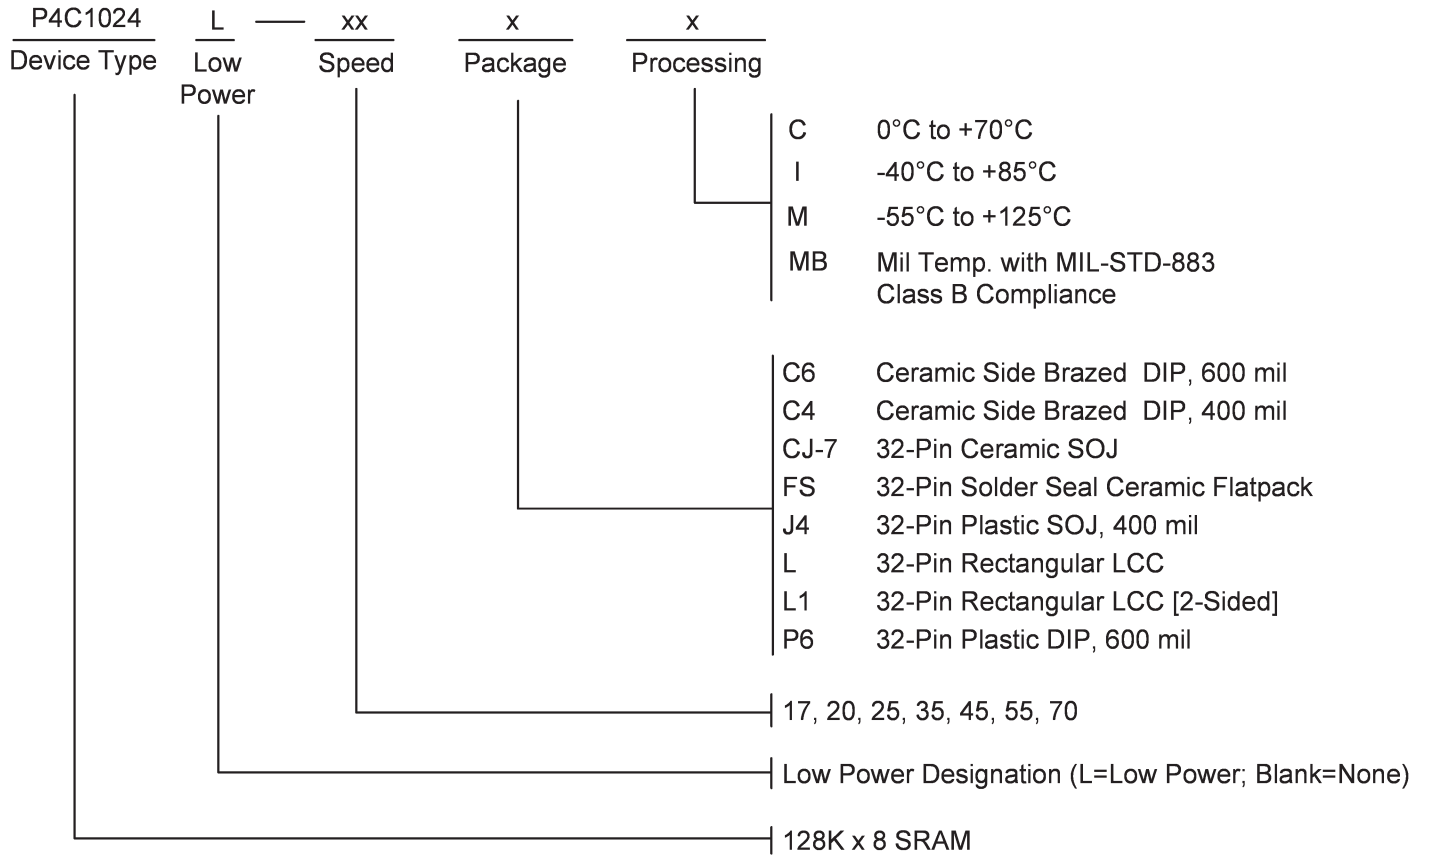 P4C1024 L — xx x x
Device Type Low Power Speed Package Processing
C 0°C to +70°C
I -40°C to +85°C
M -55°C to +125°C
MB Mil Temp. with MIL-STD-883
Class B Compliance
C6 Ceramic Side Brazed DIP, 600 mil
C4 Ceramic Side Brazed DIP, 400 mil
CJ-7 32-Pin Ceramic SOJ
FS 32-Pin Solder Seal Ceramic Flatpack
J4 32-Pin Plastic SOJ, 400 mil
L 32-Pin Rectangular LCC
L1 32-Pin Rectangular LCC [2-Sided]
P6 32-Pin Plastic DIP, 600 mil
17, 20, 25, 35, 45, 55, 70
Low Power Designation (L=Low Power; Blank=None)
128K x 8 SRAM